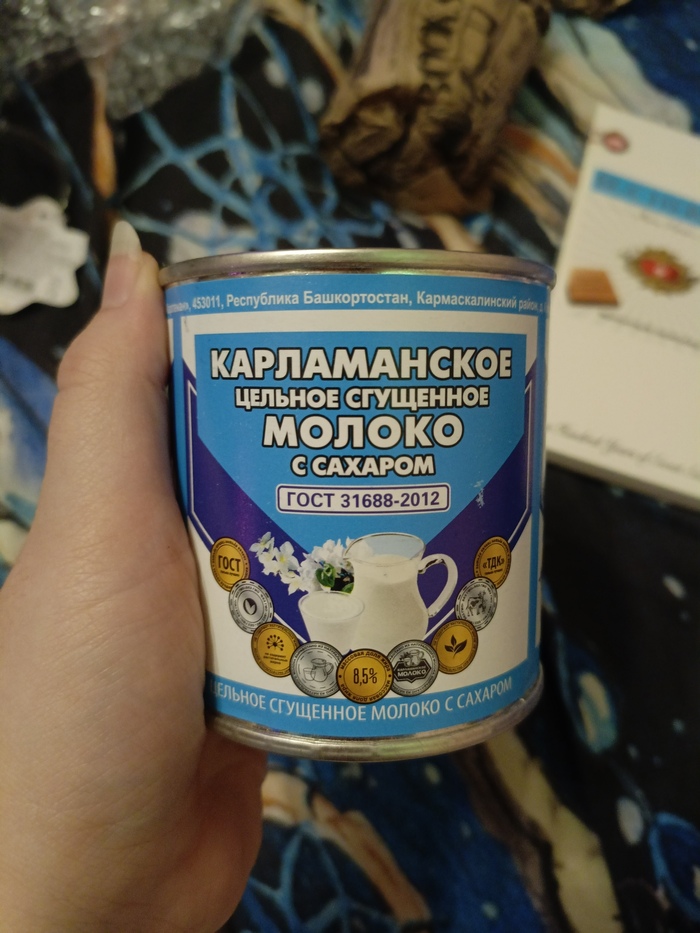 453011, Республика Башкортостан, Кармаскалинский район, д.
КАРЛАМАНСКОЕ
ЦЕЛЬНОЕ СГУЩЕННОЕ
МОЛОКО
С САХАРОМ
ГОСТ 31688-2012
ГОСТ
«ТДК»
8,5%
МОЛОКО
ЦЕЛЬНОЕ СГУЩЕННОЕ МОЛОКО С САХАРОМ